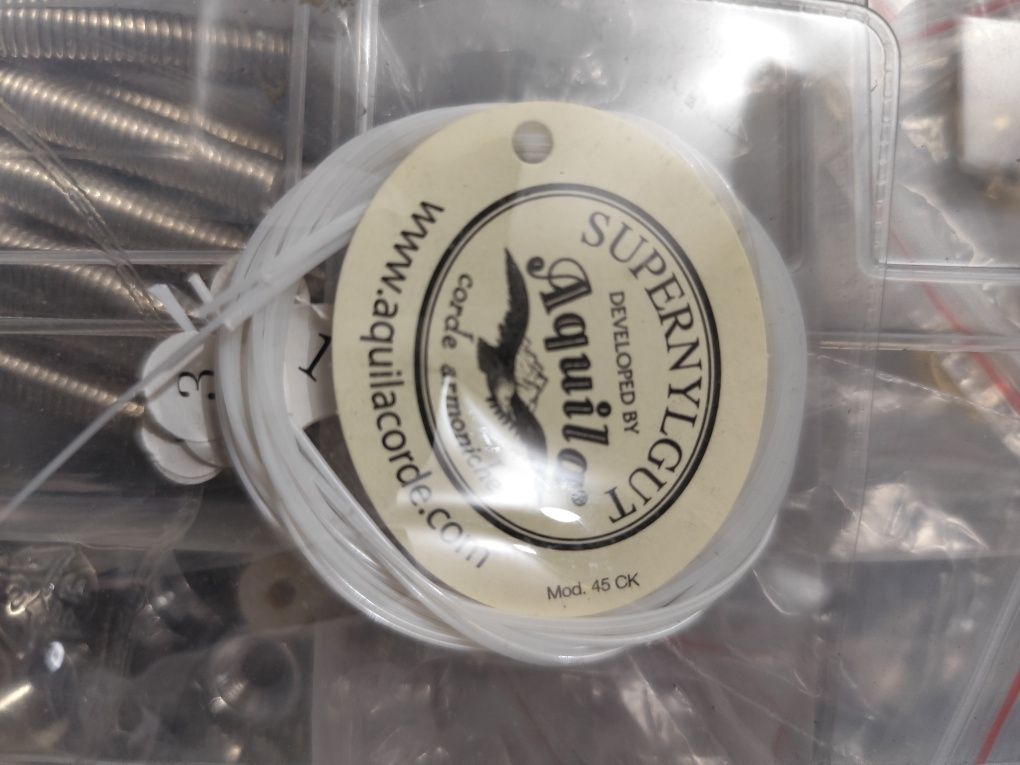 SUPERNYLGUT
DEVELOPED BY
Aquila
corde armoniche
www.aquilacorde.com
Mod. 45 CK
3
1